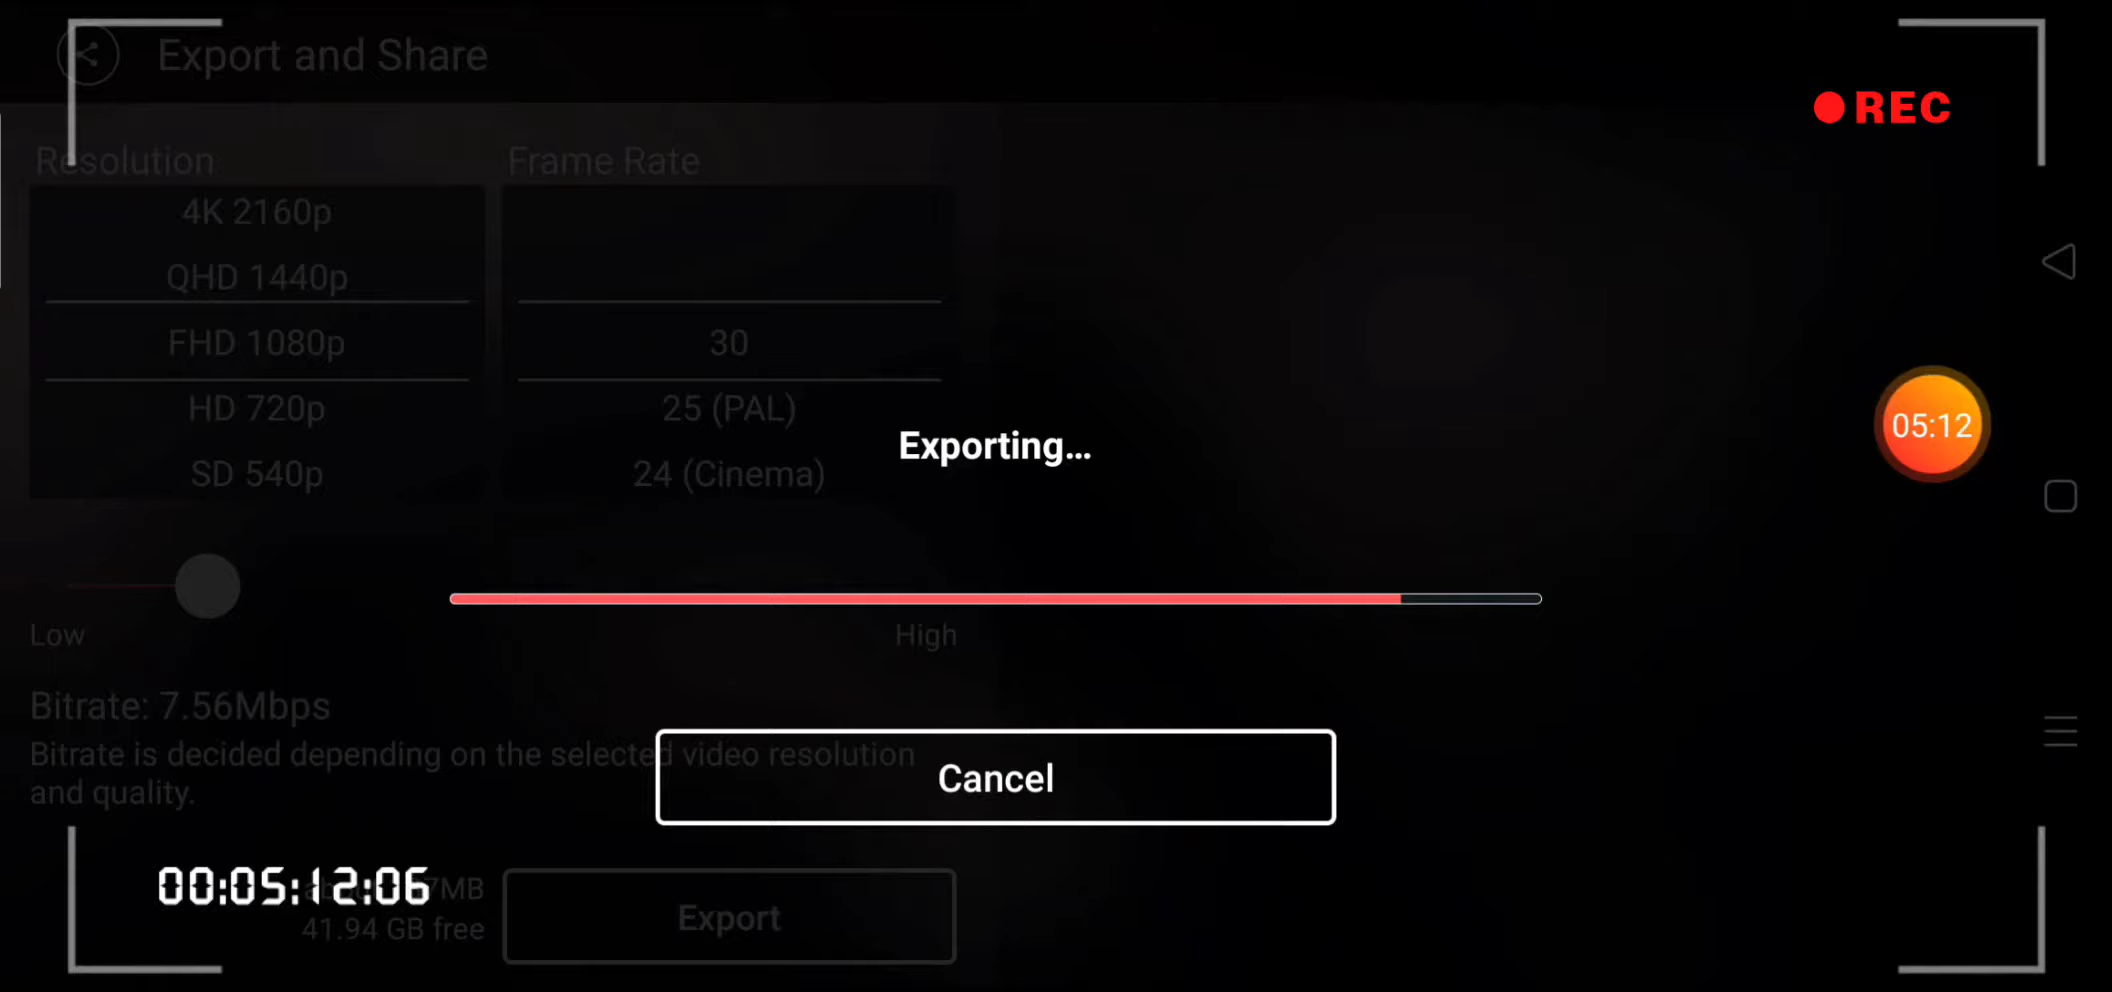 Export and Share
REC
Resolution
Frame Rate
4K 2160p
QHD 1440p
FHD 1080p
30
HD 720p
25 (PAL)
05:12
Exporting...
SD 540p
24 (Cinema)
Low
High
Bitrate: 7.56Mbps
Bitrate is decided depending on the selected video resolution
and quality.
Cancel
00:05:12:06
41.94 GB free
Export